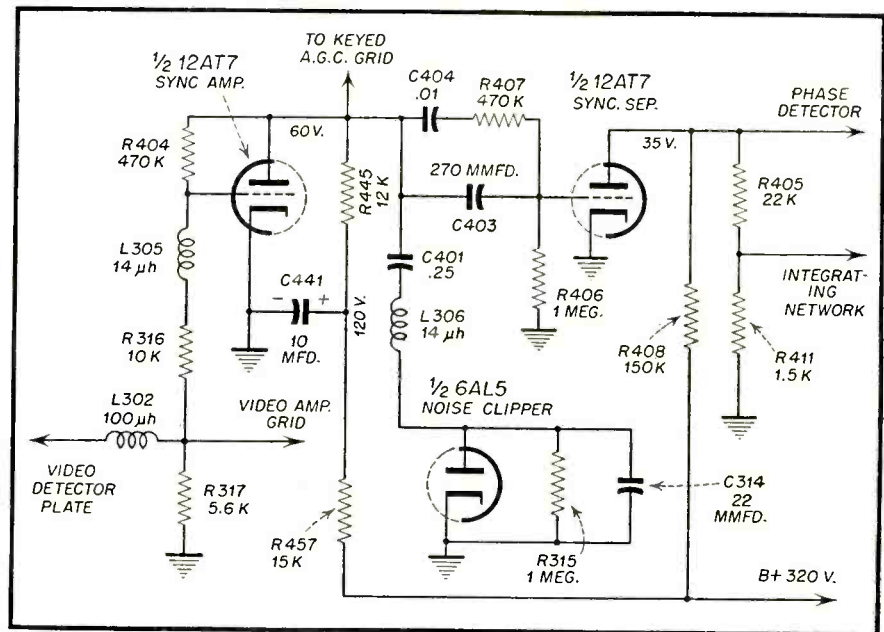 ½ 12AT7
SYNC AMP.
TO KEYED
A.G.C. GRID
C404
.01
R407
470 K
½ 12AT7
SYNC. SEP.
PHASE
DETECTOR
R404
470 K
60 V.
R445
12 K
270 MMFD.
C403
35 V.
R405
22 K
L305
14 μh
C441
- +
10
MFD.
120 V.
C401
.25
R406
1 MEG.
INTEGRAT-
ING
NETWORK
R316
10 K
L306
14 μh
R408
150 K
R411
1.5 K
L302
100 μh
VIDEO AMP.
GRID
½ 6AL5
NOISE CLIPPER
VIDEO
DETECTOR
PLATE
R317
5.6 K
R457
15 K
R315
1 MEG.
C314
22
MMFD.
B+ 320 V.